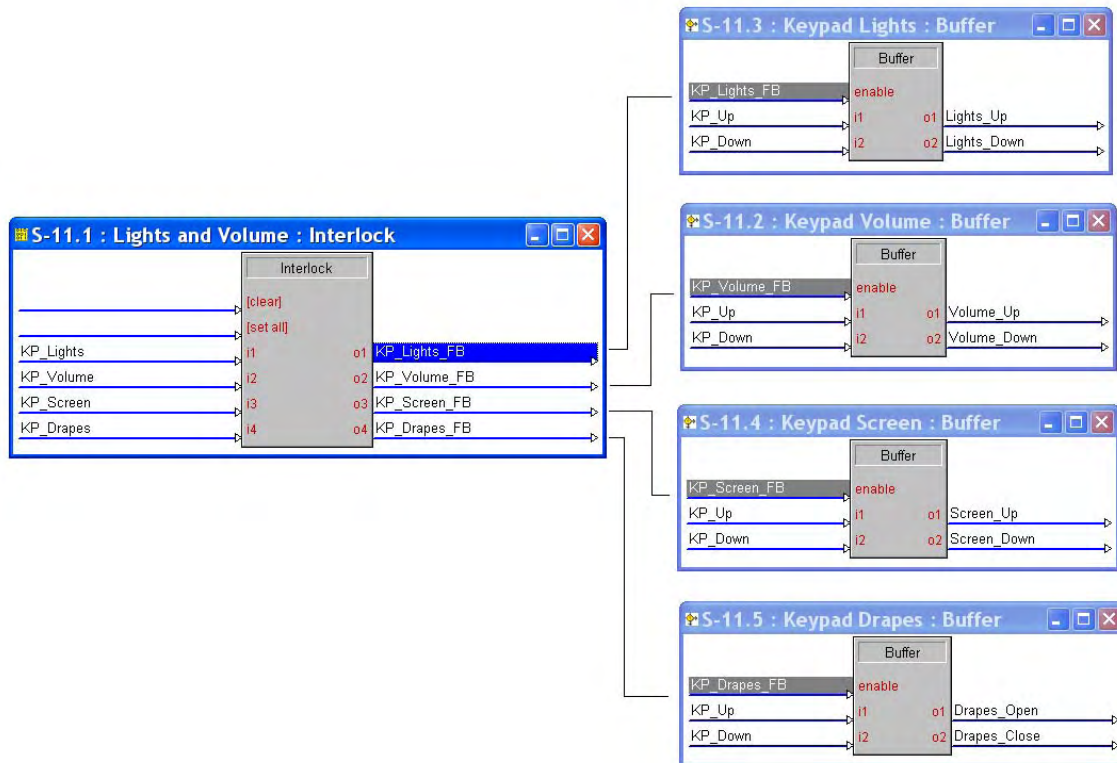 S-11.3 : Keypad Lights : Buffer
Buffer
KP_Lights_FB enable
KP_Up i1 o1 Lights_Up
KP_Down i2 o2 Lights_Down
S-11.1 : Lights and Volume : Interlock
Interlock
[clear]
[set all]
KP_Lights i1 o1 KP_Lights_FB
KP_Volume i2 o2 KP_Volume_FB
KP_Screen i3 o3 KP_Screen_FB
KP_Drapes i4 o4 KP_Drapes_FB
S-11.2 : Keypad Volume : Buffer
Buffer
KP_Volume_FB enable
KP_Up i1 o1 Volume_Up
KP_Down i2 o2 Volume_Down
S-11.4 : Keypad Screen : Buffer
Buffer
KP_Screen_FB enable
KP_Up i1 o1 Screen_Up
KP_Down i2 o2 Screen_Down
S-11.5 : Keypad Drapes : Buffer
Buffer
KP_Drapes_FB enable
KP_Up i1 o1 Drapes_Open
KP_Down i2 o2 Drapes_Close